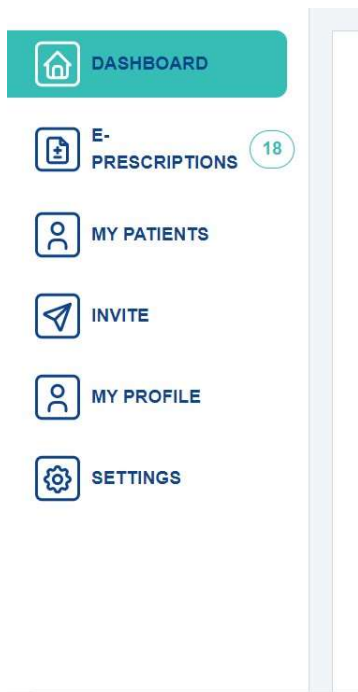 DASHBOARD
E-
PRESCRIPTIONS
18
MY PATIENTS
INVITE
MY PROFILE
SETTINGS